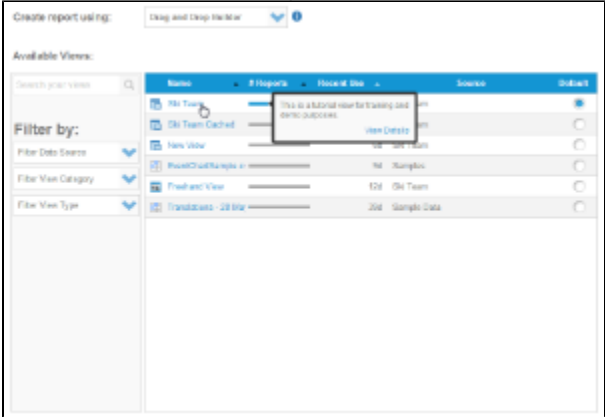 Create report using: Drag and Drop Builder
Available Views:
Search your views
Name # Reports Recent Use Source Default
Ski Team
This is a tutorial view for training and
demo purposes.
View Details
Ski Team Cached
New View 9d Ski Team
9d Samples
Freehand View 12d Ski Team
Translations - 20 Mar Sample Data
Filter by:
Filter Data Source
Filter View Category
Filter View Type